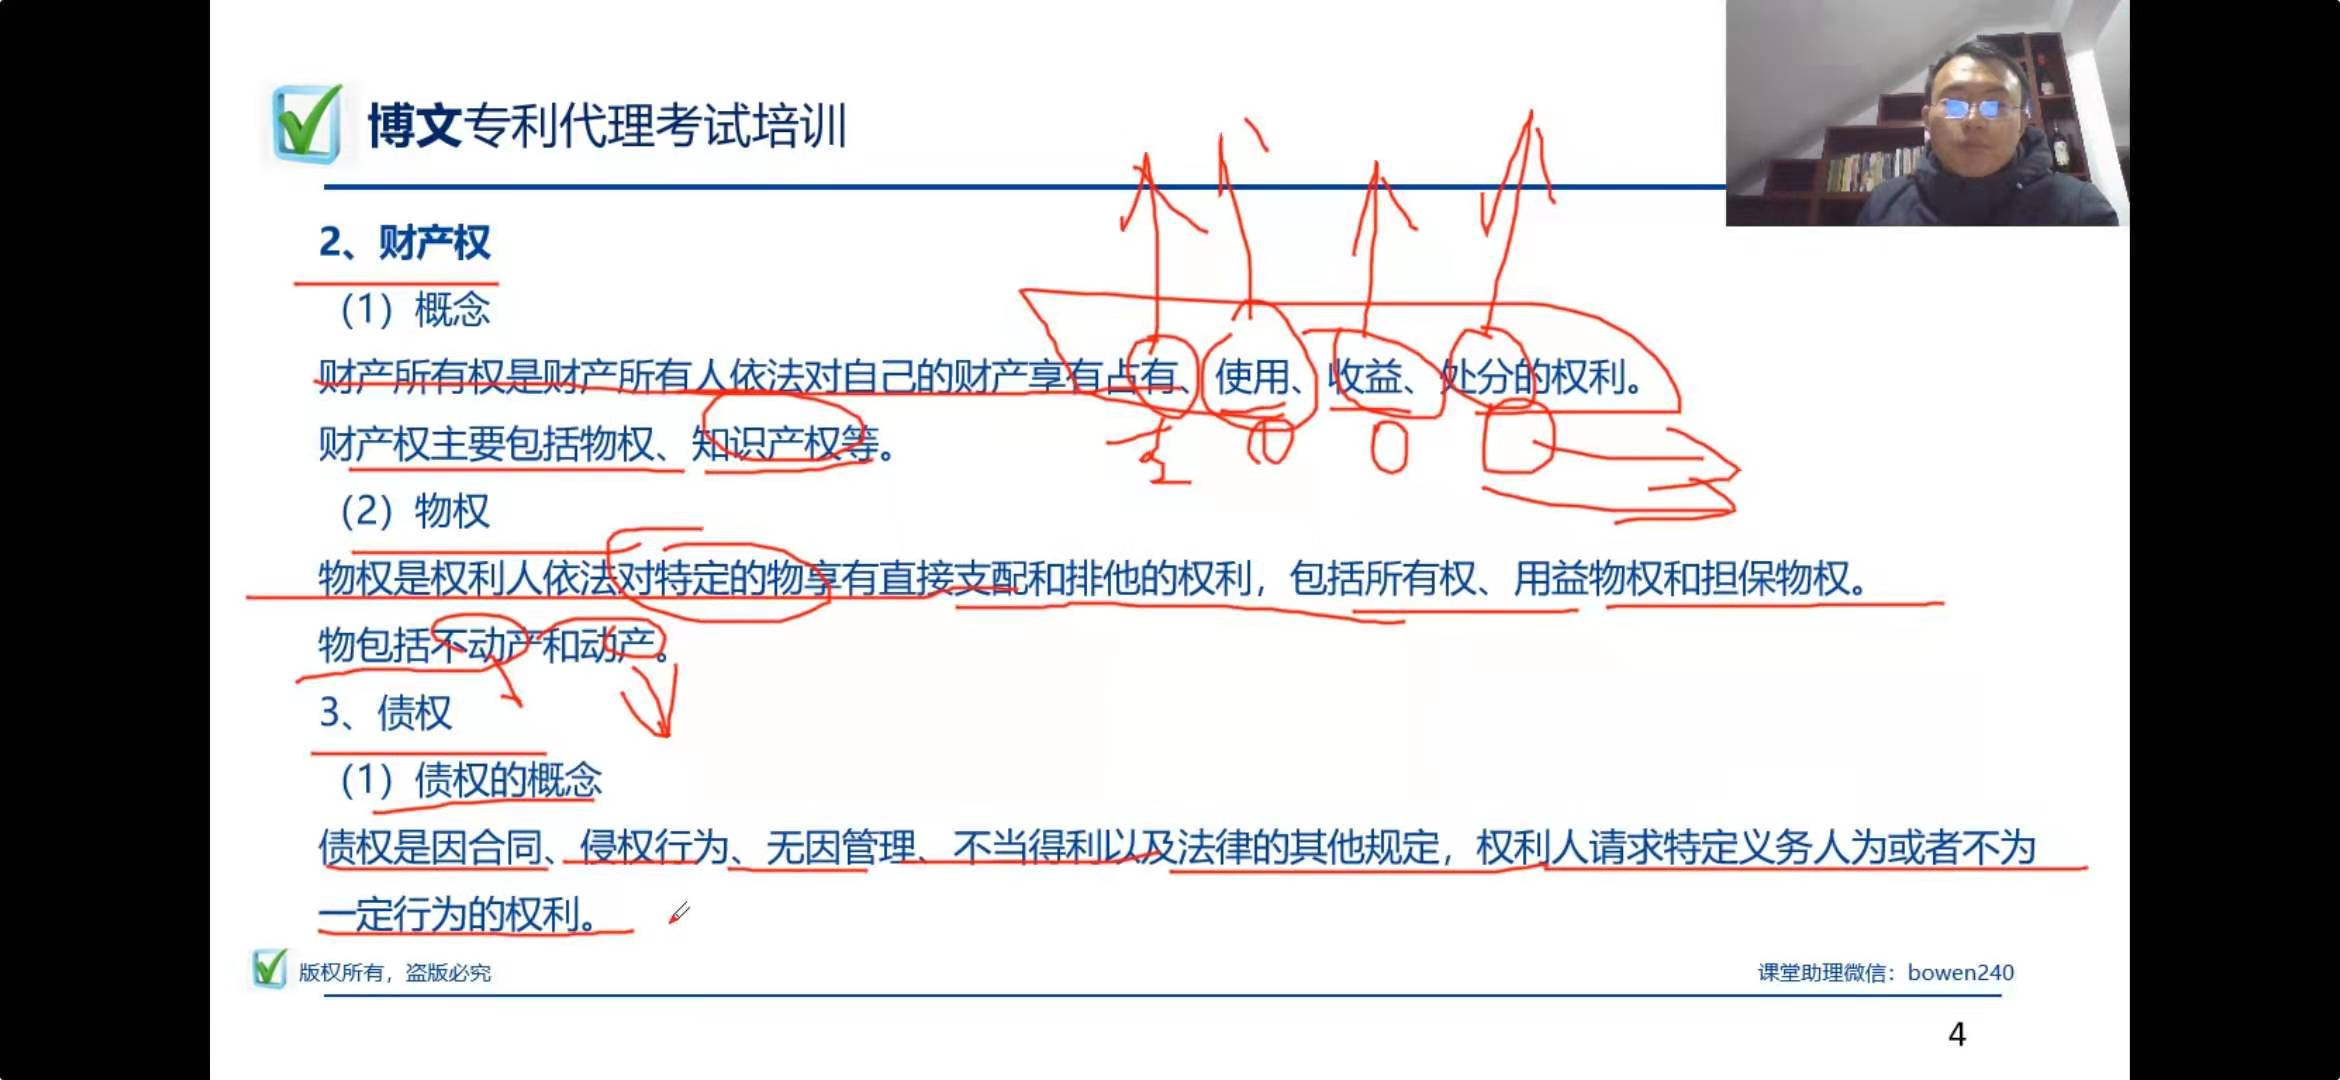 博文专利代理考试培训
2、财产权
（1）概念
财产所有权是财产所有人依法对自己的财产享有占有、使用、收益、处分的权利。
财产权主要包括物权、知识产权等。
（2）物权
物权是权利人依法对特定的物享有直接支配和排他的权利，包括所有权、用益物权和担保物权。
物包括不动产和动产。
3、债权
（1）债权的概念
债权是因合同、侵权行为、无因管理、不当得利以及法律的其他规定，权利人请求特定义务人为或者不为
一定行为的权利。
版权所有，盗版必究
课堂助理微信：bowen240
4